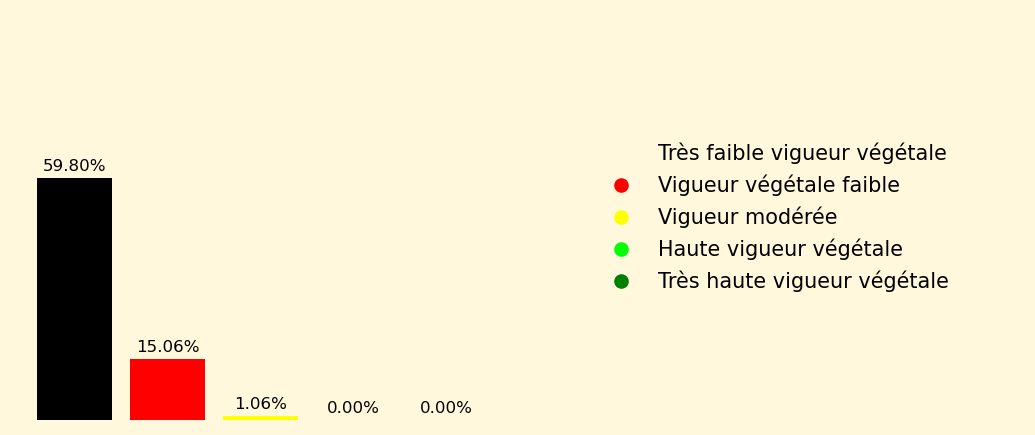 59.80%
15.06%
1.06%
0.00%
0.00%
Très faible vigueur végétale
Vigueur végétale faible
Vigueur modérée
Haute vigueur végétale
Très haute vigueur végétale